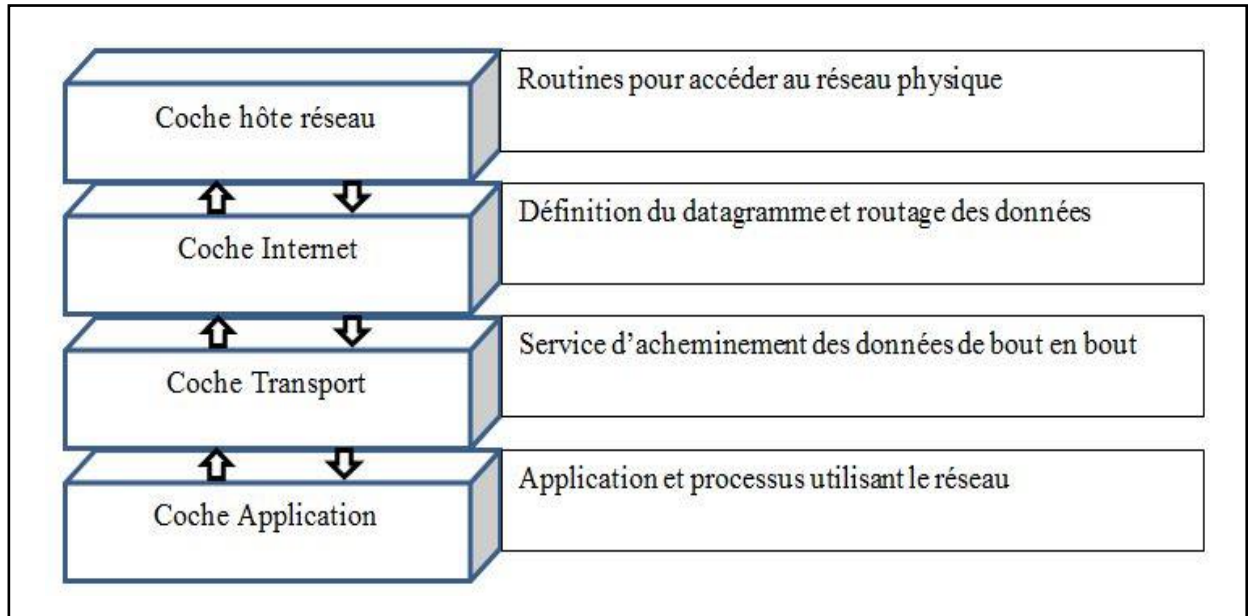 Coche hôte réseau
Routines pour accéder au réseau physique
Coche Internet
Définition du datagramme et routage des données
Coche Transport
Service d’acheminement des données de bout en bout
Coche Application
Application et processus utilisant le réseau